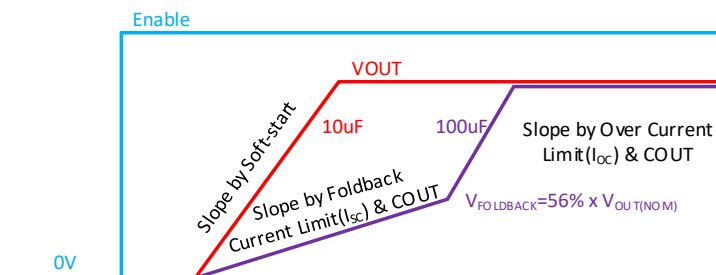 Enable
VOUT
Slope by Soft-start
10uF
100uF
Slope by Over Current
Limit(IOC) & COUT
Slope by Foldback
Current Limit(ISC) & COUT
VFOLDBACK=56% x VOUT(NOM)
0V